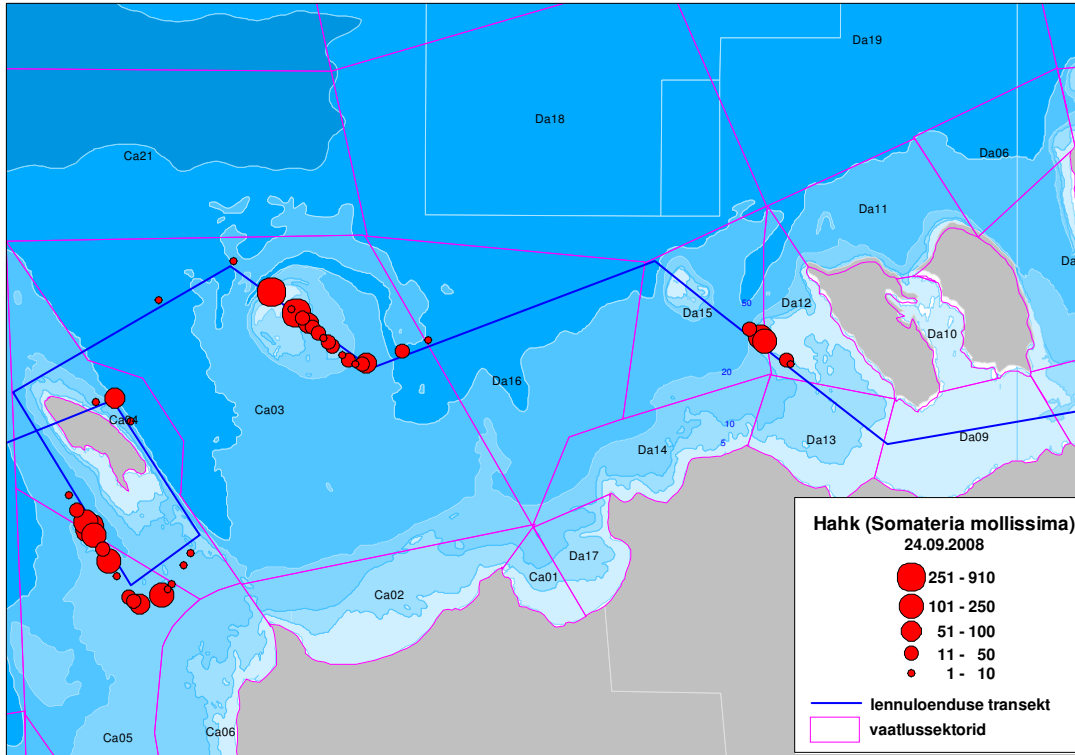 Da19
Da18
Ca21
Da06
Da11
Da
50
Da12
Da15
Da10
20
Da16
Ca03
Ca04
10
5
Da13
Da09
Da14
Da17
Ca01
Ca02
Ca05
Ca06
Hahk (Somateria mollissima)
24.09.2008
251 - 910
101 - 250
51 - 100
11 - 50
1 - 10
lennuloenduse transekt
vaatlussektorid